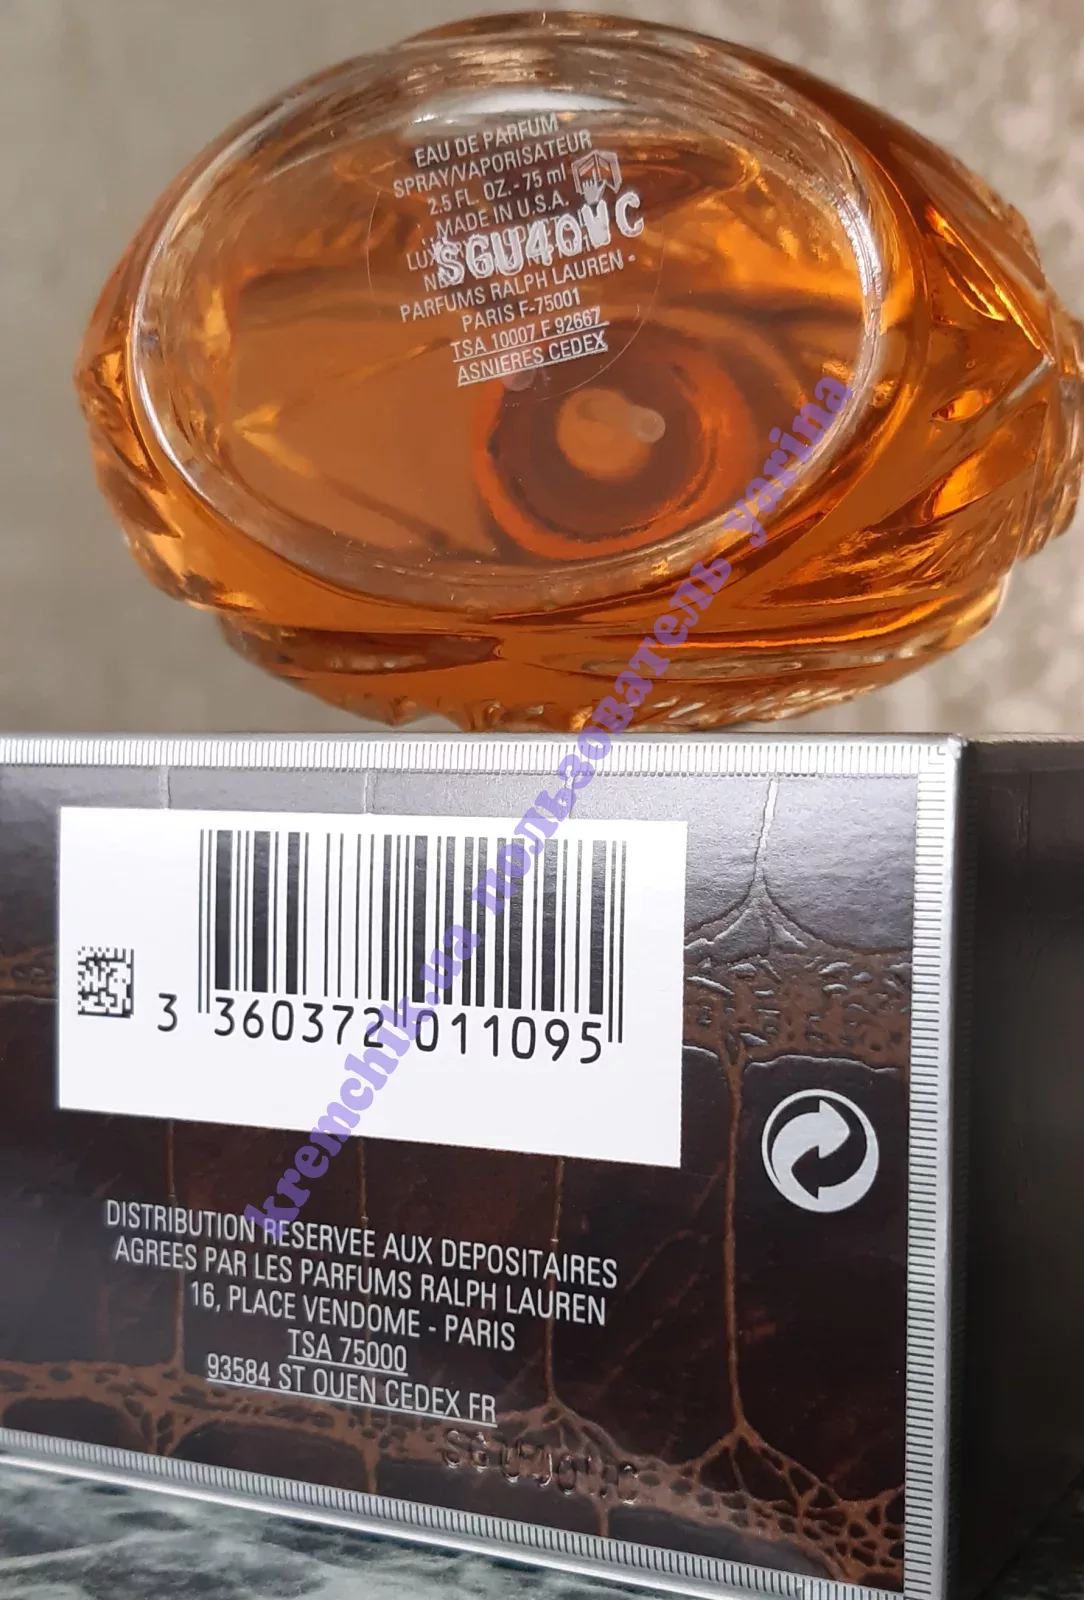 EAU DE PARFUM
SPRAY/VAPORISATEUR
2.5 FL. OZ.-75 ml
MADE IN U.S.A.
SGU40VC
PARFUMS RALPH LAUREN -
PARIS F-75001
TSA 10007 F 92667
ASNIERES CEDEX
kremchik.ua пользователь yarina
3 360372 011095
DISTRIBUTION RESERVEE AUX DEPOSITAIRES
AGREES PAR LES PARFUMS RALPH LAUREN
16, PLACE VENDOME - PARIS
TSA 75000
93584 ST OUEN CEDEX FR